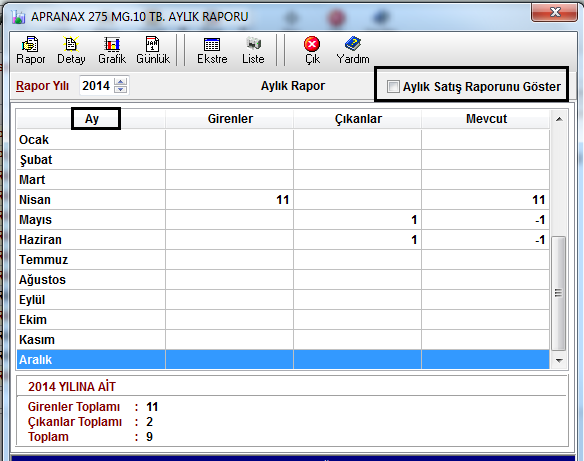 APRANAX 275 MG.10 TB. AYLIK RAPORU
Rapor Detay Grafik Günlük Ekstre Liste Çık Yardım
Rapor Yılı 2014 Aylık Rapor Aylık Satış Raporunu Göster
Ay Girenler Çıkanlar Mevcut
Ocak
Şubat
Mart
Nisan 11 11
Mayıs 1 -1
Haziran 1 -1
Temmuz
Ağustos
Eylül
Ekim
Kasım
Aralık
2014 YILINA AİT
Girenler Toplamı : 11
Çıkanlar Toplamı : 2
Toplam : 9